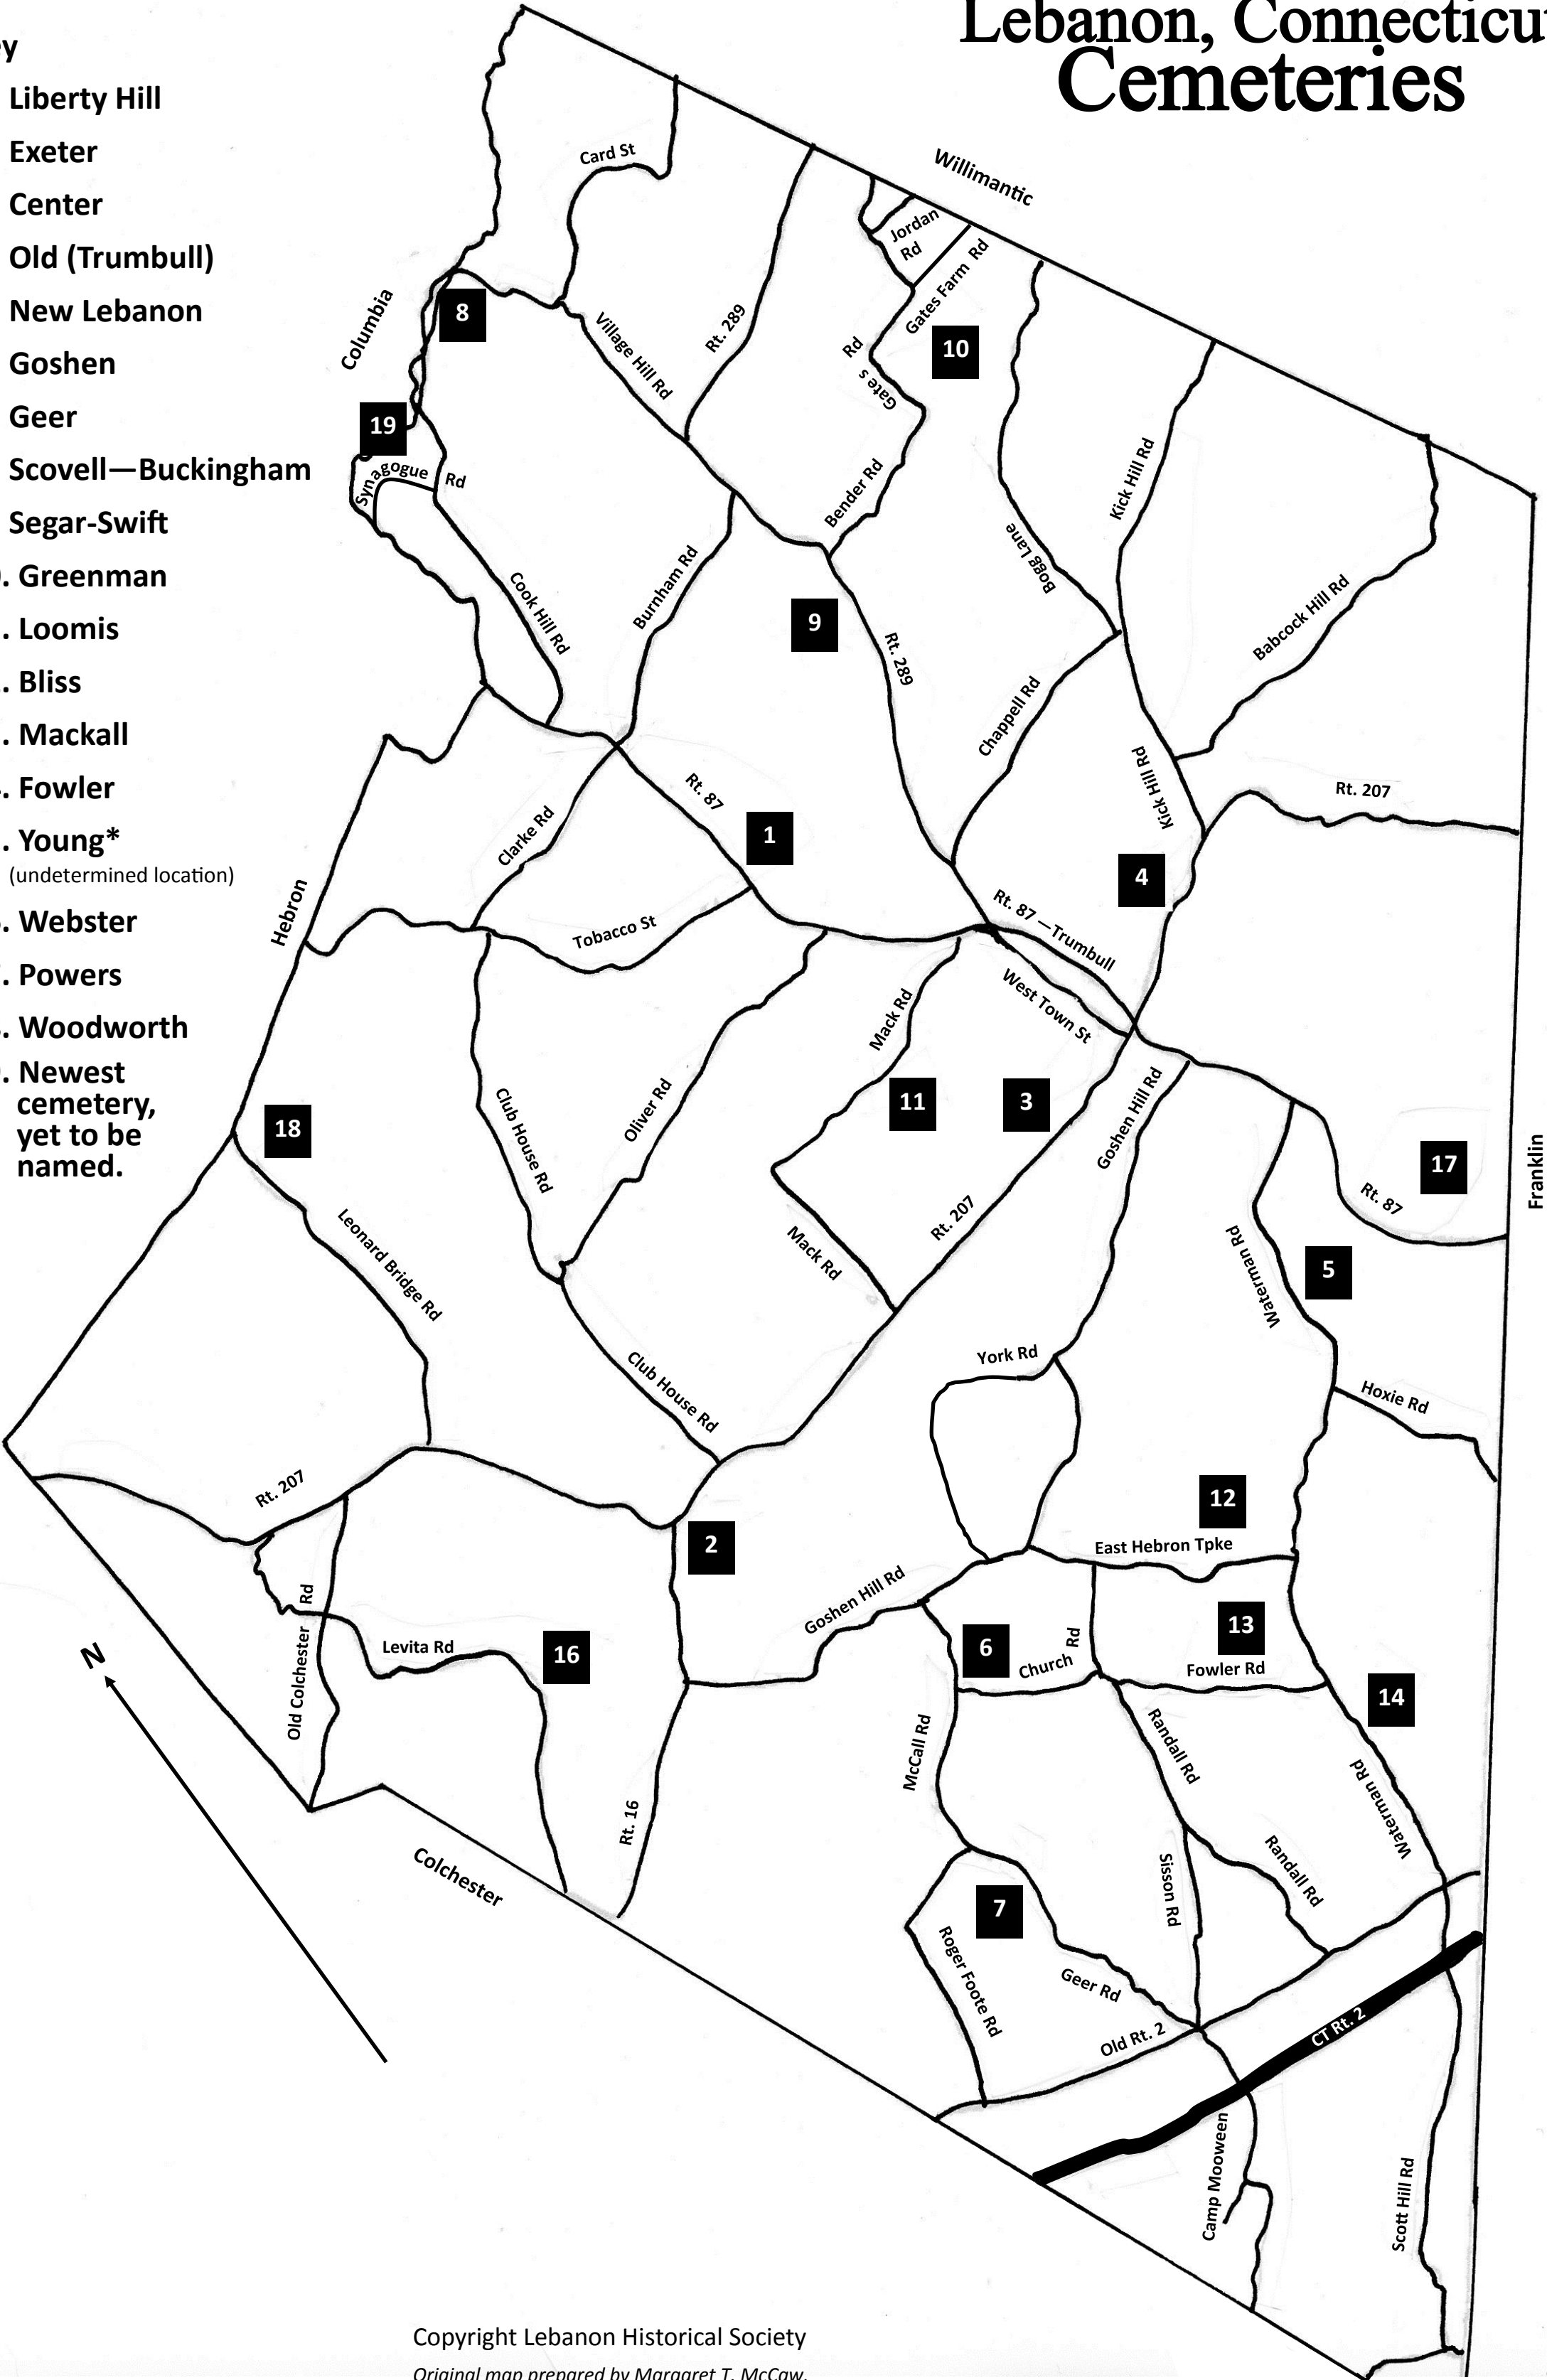 Lebanon, Connecticut
Cemeteries
ey
Liberty Hill
Exeter
Center
Old (Trumbull)
New Lebanon
Goshen
Geer
Scovell—Buckingham
Segar-Swift
. Greenman
. Loomis
. Bliss
. Mackall
. Fowler
. Young*
(undetermined location)
. Webster
. Powers
. Woodworth
. Newest
cemetery,
yet to be
named.
Willimantic
Card St
Jordan
Rd
Gates Farm Rd
Columbia
8
Village Hill Rd
Rt. 289
10
Rd
Gates
19
Synagogue Rd
Bender Rd
Kick Hill Rd
Bogg Lane
Cook Hill Rd
Burnham Rd
9
Rt. 289
Babcock Hill Rd
Chappell Rd
Kick Hill Rd
Rt. 207
Rt. 87
1
Clarke Rd
4
Hebron
Tobacco St
Rt. 87 —Trumbull
West Town St
Mack Rd
11
3
Goshen Hill Rd
18
Club House Rd
Oliver Rd
17
Franklin
Rt. 87
Leonard Bridge Rd
Mack Rd
Rt. 207
Waterman Rd
5
York Rd
Club House Rd
Hoxie Rd
Rt. 207
12
2
East Hebron Tpke
Goshen Hill Rd
Old Colchester Rd
N
Levita Rd
16
6
Church Rd
13
Fowler Rd
14
McCall Rd
Randall Rd
Waterman Rd
Rt. 16
Colchester
Sisson Rd
Randall Rd
7
Roger Foote Rd
Geer Rd
Old Rt. 2
CT Rt. 2
Camp Mooween
Scott Hill Rd
Copyright Lebanon Historical Society
Original map prepared by Margaret T. McCaw.